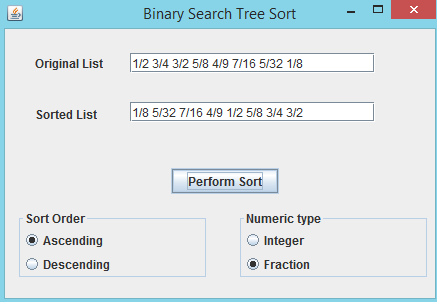 Binary Search Tree Sort
Original List 1/2 3/4 3/2 5/8 4/9 7/16 5/32 1/8
Sorted List 1/8 5/32 7/16 4/9 1/2 5/8 3/4 3/2
Perform Sort
Sort Order
Ascending
Descending
Numeric type
Integer
Fraction